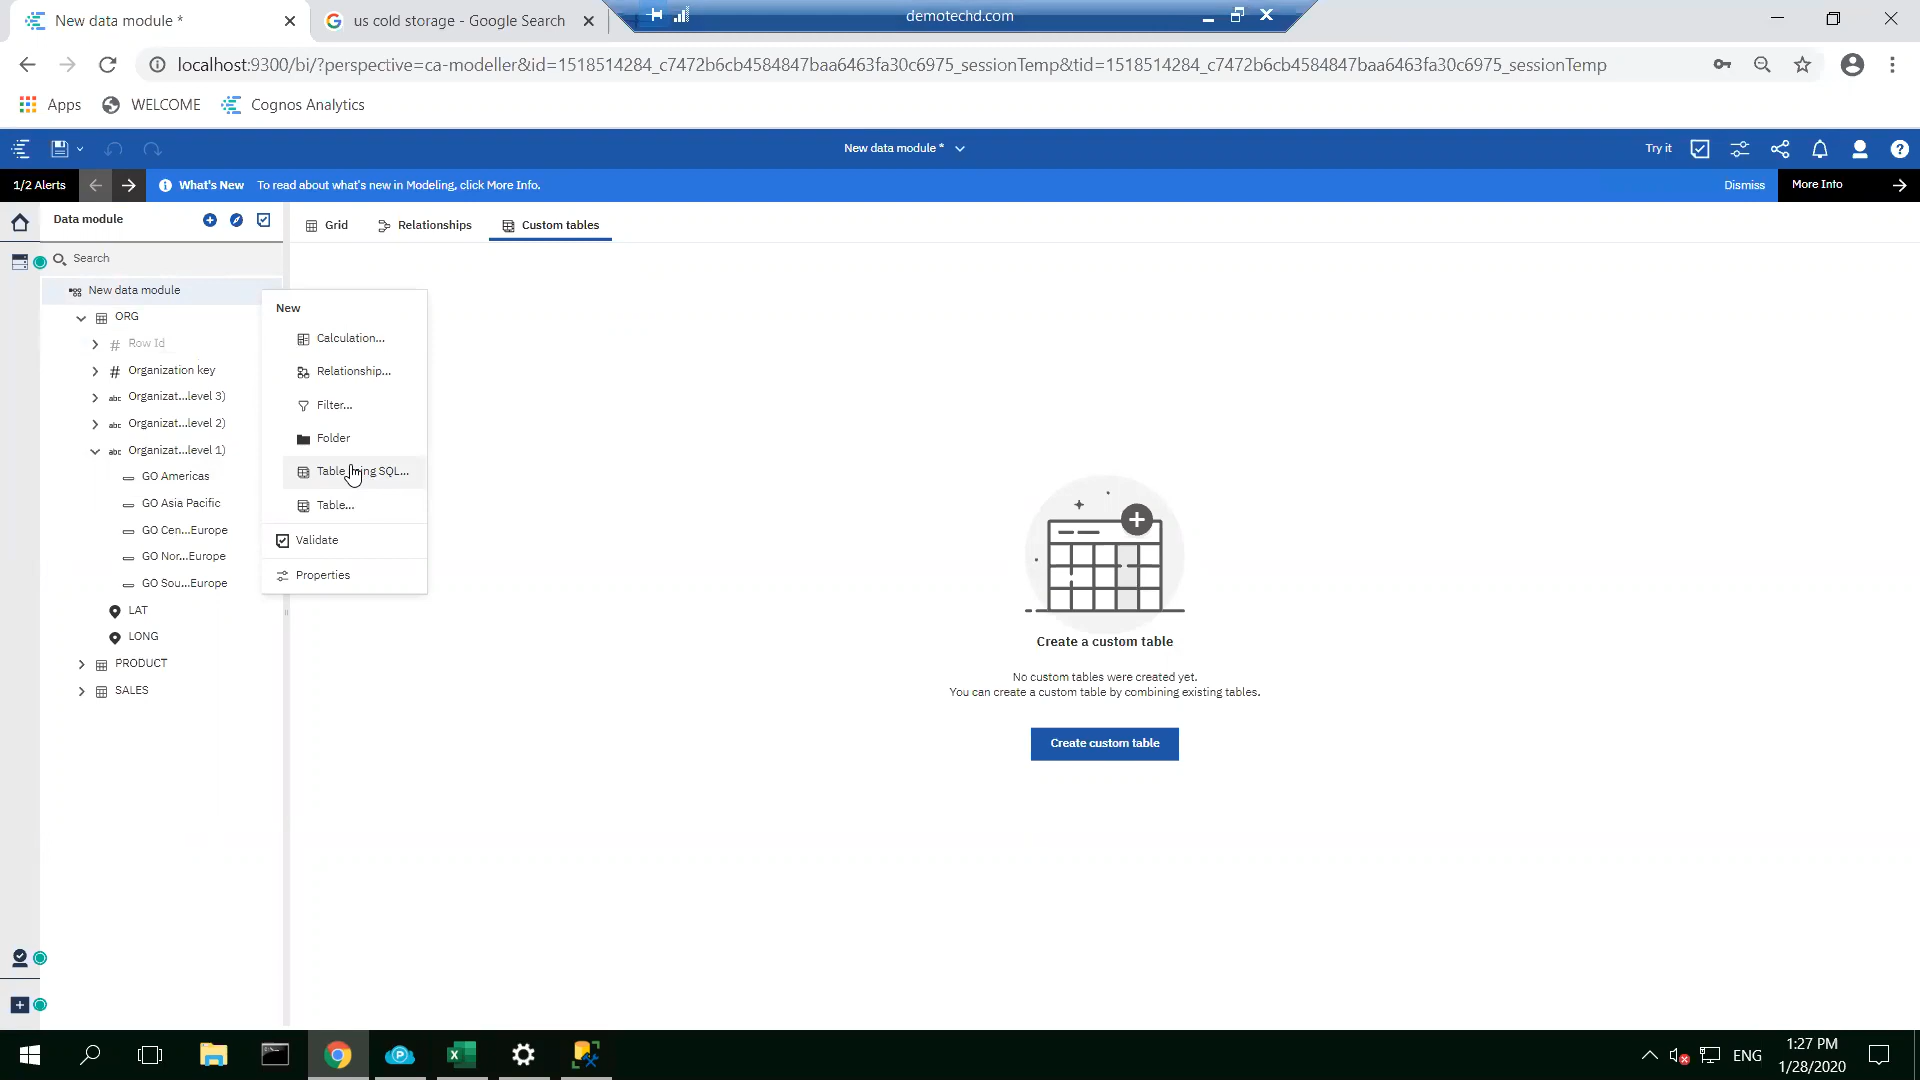 New data module *
us cold storage - Google Search
demotechd.com
localhost:9300/bi/?perspective=ca-modeller&id=1518514284_c7472b6cb4584847baa6463fa30c6975_sessionTemp&tid=1518514284_c7472b6cb4584847baa6463fa30c6975_sessionTemp
Apps
WELCOME
Cognos Analytics
New data module *
Try it
1/2 Alerts
What's New
To read about what's new in Modeling, click More Info.
Dismiss
More Info
Data module
Grid
Relationships
Custom tables
Search
New data module
ORG
# Row Id
# Organization key
abc Organizat...level 3)
abc Organizat...level 2)
abc Organizat...level 1)
GO Americas
GO Asia Pacific
GO Cen...Europe
GO Nor...Europe
GO Sou...Europe
LAT
LONG
PRODUCT
SALES
New
Calculation...
Relationship...
Filter...
Folder
Table SQL...
Table...
Validate
Properties
Create a custom table
No custom tables were created yet.
You can create a custom table by combining existing tables.
Create custom table
ENG
1:27 PM
1/28/2020